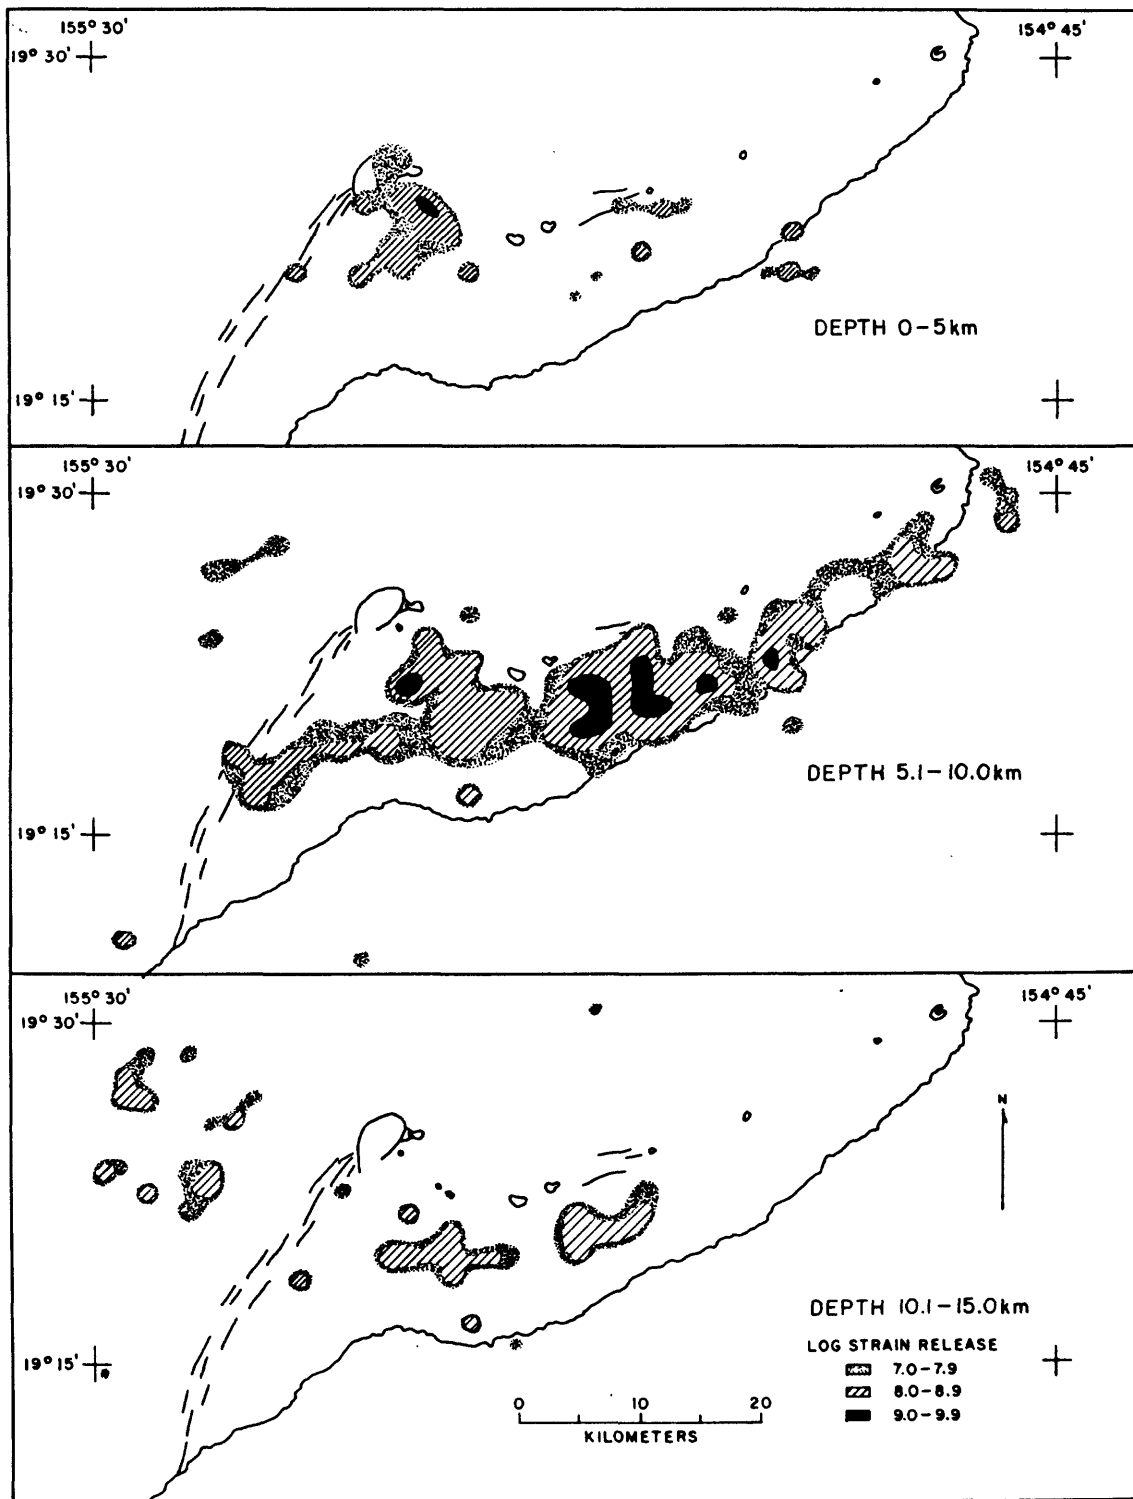 155° 30'
154° 45'
19° 30'
DEPTH 0-5km
19° 15'
155° 30'
154° 45'
19° 30'
DEPTH 5.1-10.0km
19° 15'
155° 30'
154° 45'
19° 30'
N
DEPTH 10.1-15.0km
LOG STRAIN RELEASE
19° 15'
7.0-7.9
8.0-8.9
9.0-9.9
0 10 20
KILOMETERS